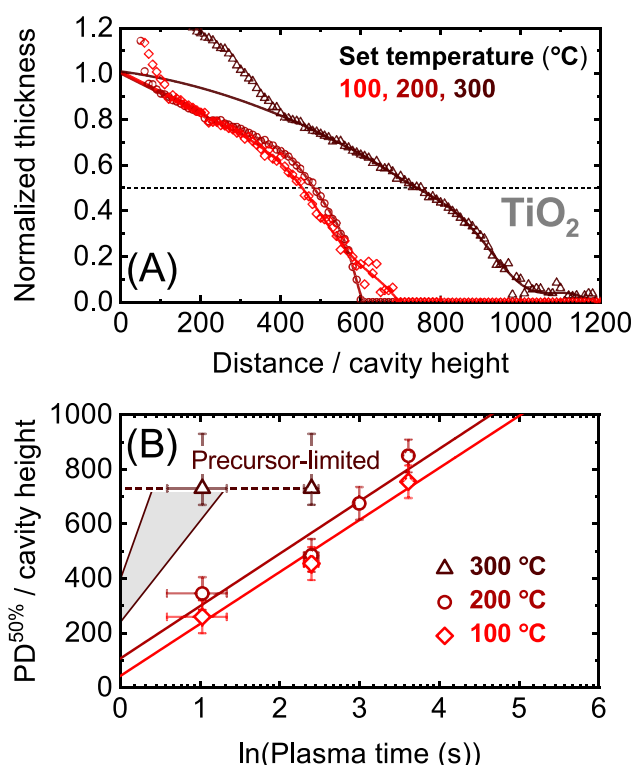 Normalized thickness
1.0
0.8
0.6
0.4
0.2
0.0
Set temperature (°C)
100, 200, 300
TiO₂
(A)
0 200 400 600 800 1000 1200
Distance / cavity height
PD⁵⁰% / cavity height
1000
800
600
400
200
0
(B)
Precursor-limited
300 °C
200 °C
100 °C
0 1 2 3 4 5 6
ln(Plasma time (s))